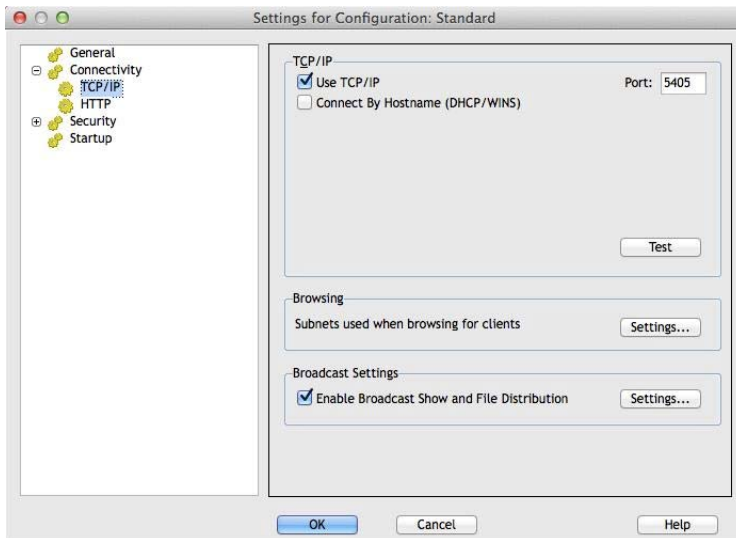 Settings for Configuration: Standard
General
Connectivity
TCP/IP
HTTP
Security
Startup
TCP/IP
Use TCP/IP
Port: 5405
Connect By Hostname (DHCP/WINS)
Test
Browsing
Subnets used when browsing for clients
Settings...
Broadcast Settings
Enable Broadcast Show and File Distribution
Settings...
OK
Cancel
Help